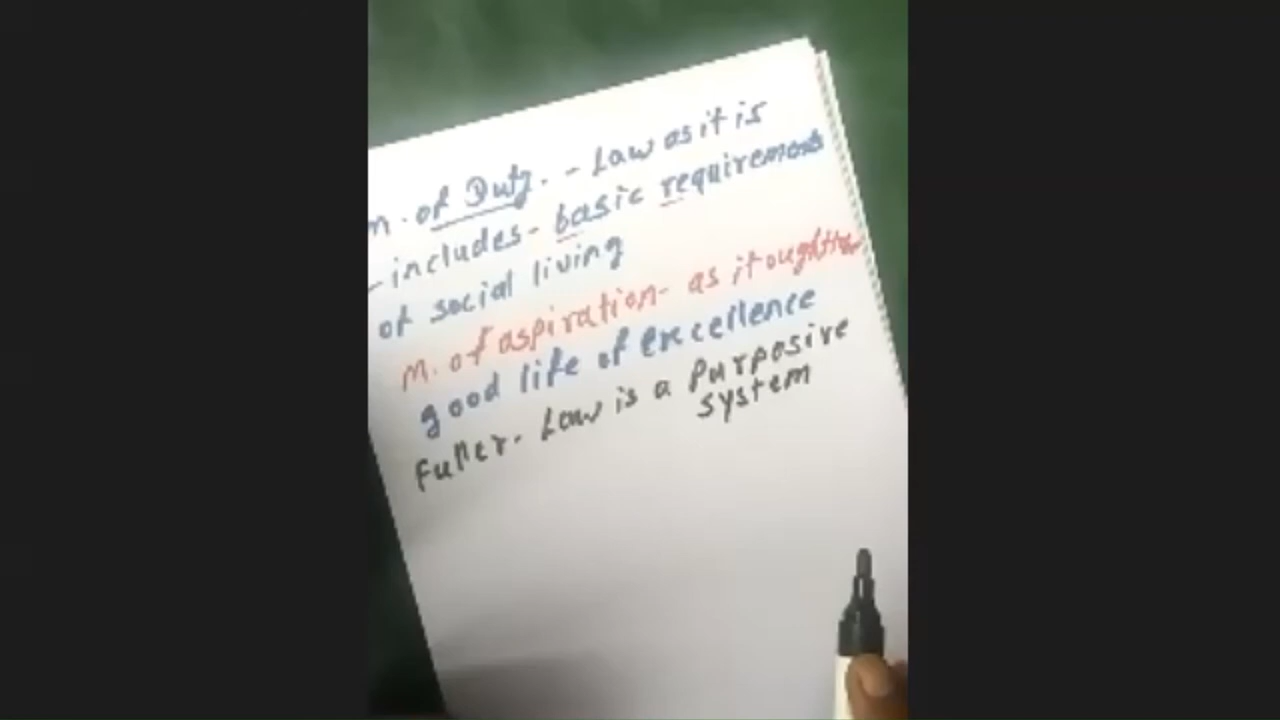 m. of Duty. - Law as it is
- includes - basic requirements
of social living
M. of aspiration - as it ought to
good life of excellence
Fuller. Law is a Purposive
system